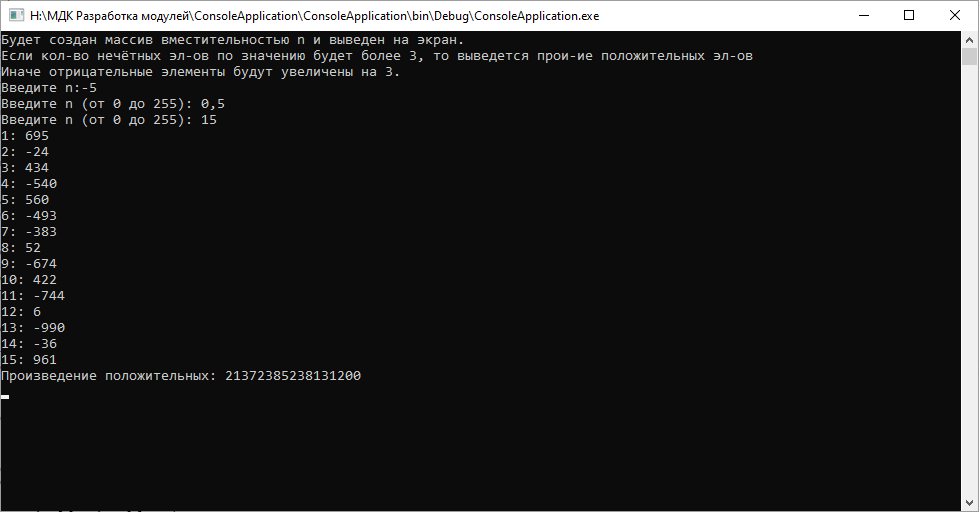 H:\МДК Разработка модулей\ConsoleApplication\ConsoleApplication\bin\Debug\ConsoleApplication.exe
Будет создан массив вместительностью n и выведен на экран.
Если кол-во нечётных эл-ов по значению будет более 3, то выведется прои-ие положительных эл-ов
Иначе отрицательные элементы будут увеличены на 3.
Введите n:-5
Введите n (от 0 до 255): 0,5
Введите n (от 0 до 255): 15
1: 695
2: -24
3: 434
4: -540
5: 560
6: -493
7: -383
8: 52
9: -674
10: 422
11: -744
12: 6
13: -990
14: -36
15: 961
Произведение положительных: 21372385238131200